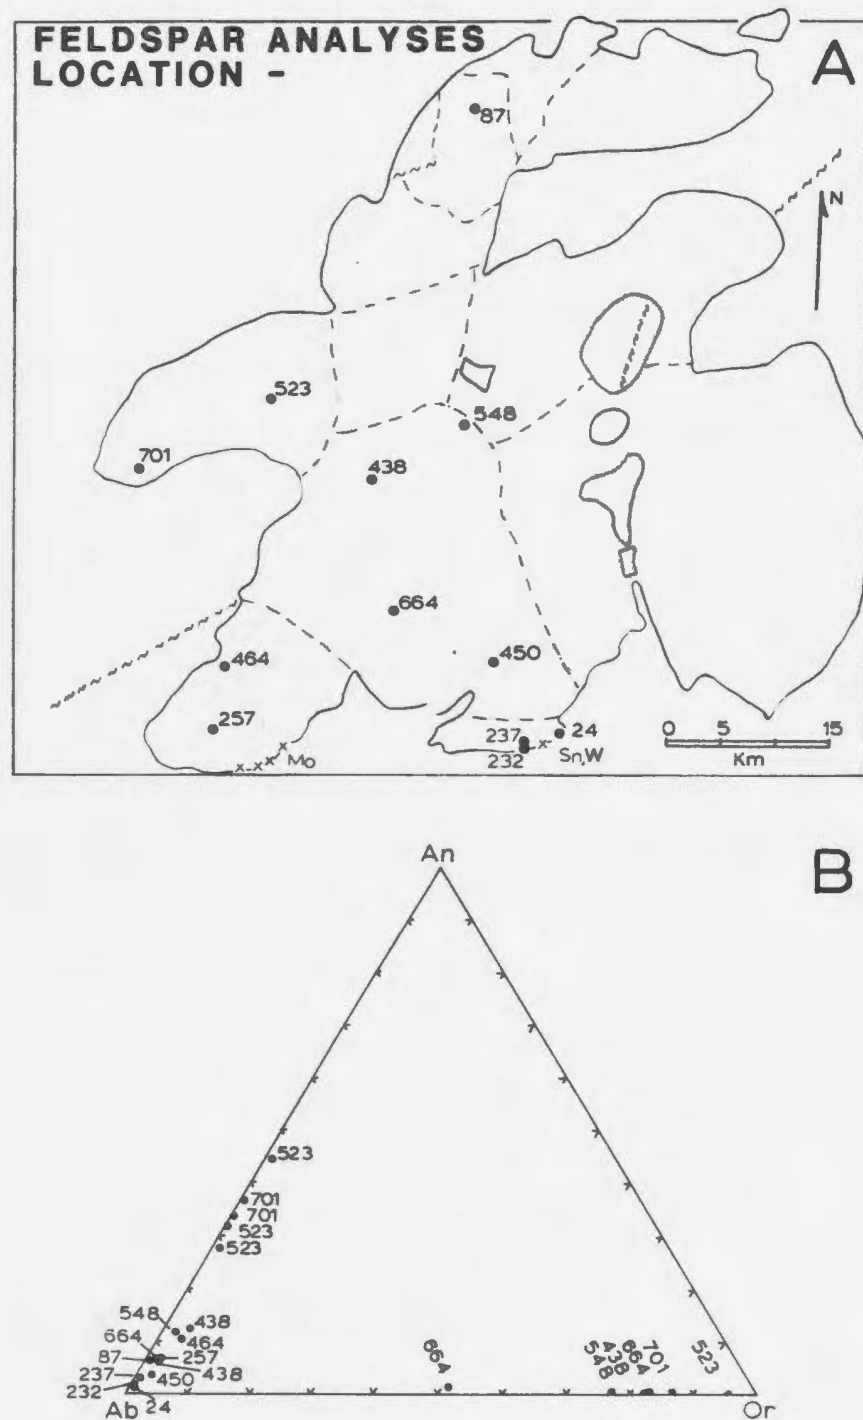 FELDSPAR ANALYSES
LOCATION -
A
87
N
523
548
701
438
664
464
450
257
237
24
232
Sn,W
Mo
0 5 15
Km
B
An
523
701
701
523
523
548
438
464
664
257
87
438
237
450
232
24
664
548
438
664
701
523
Ab
Or